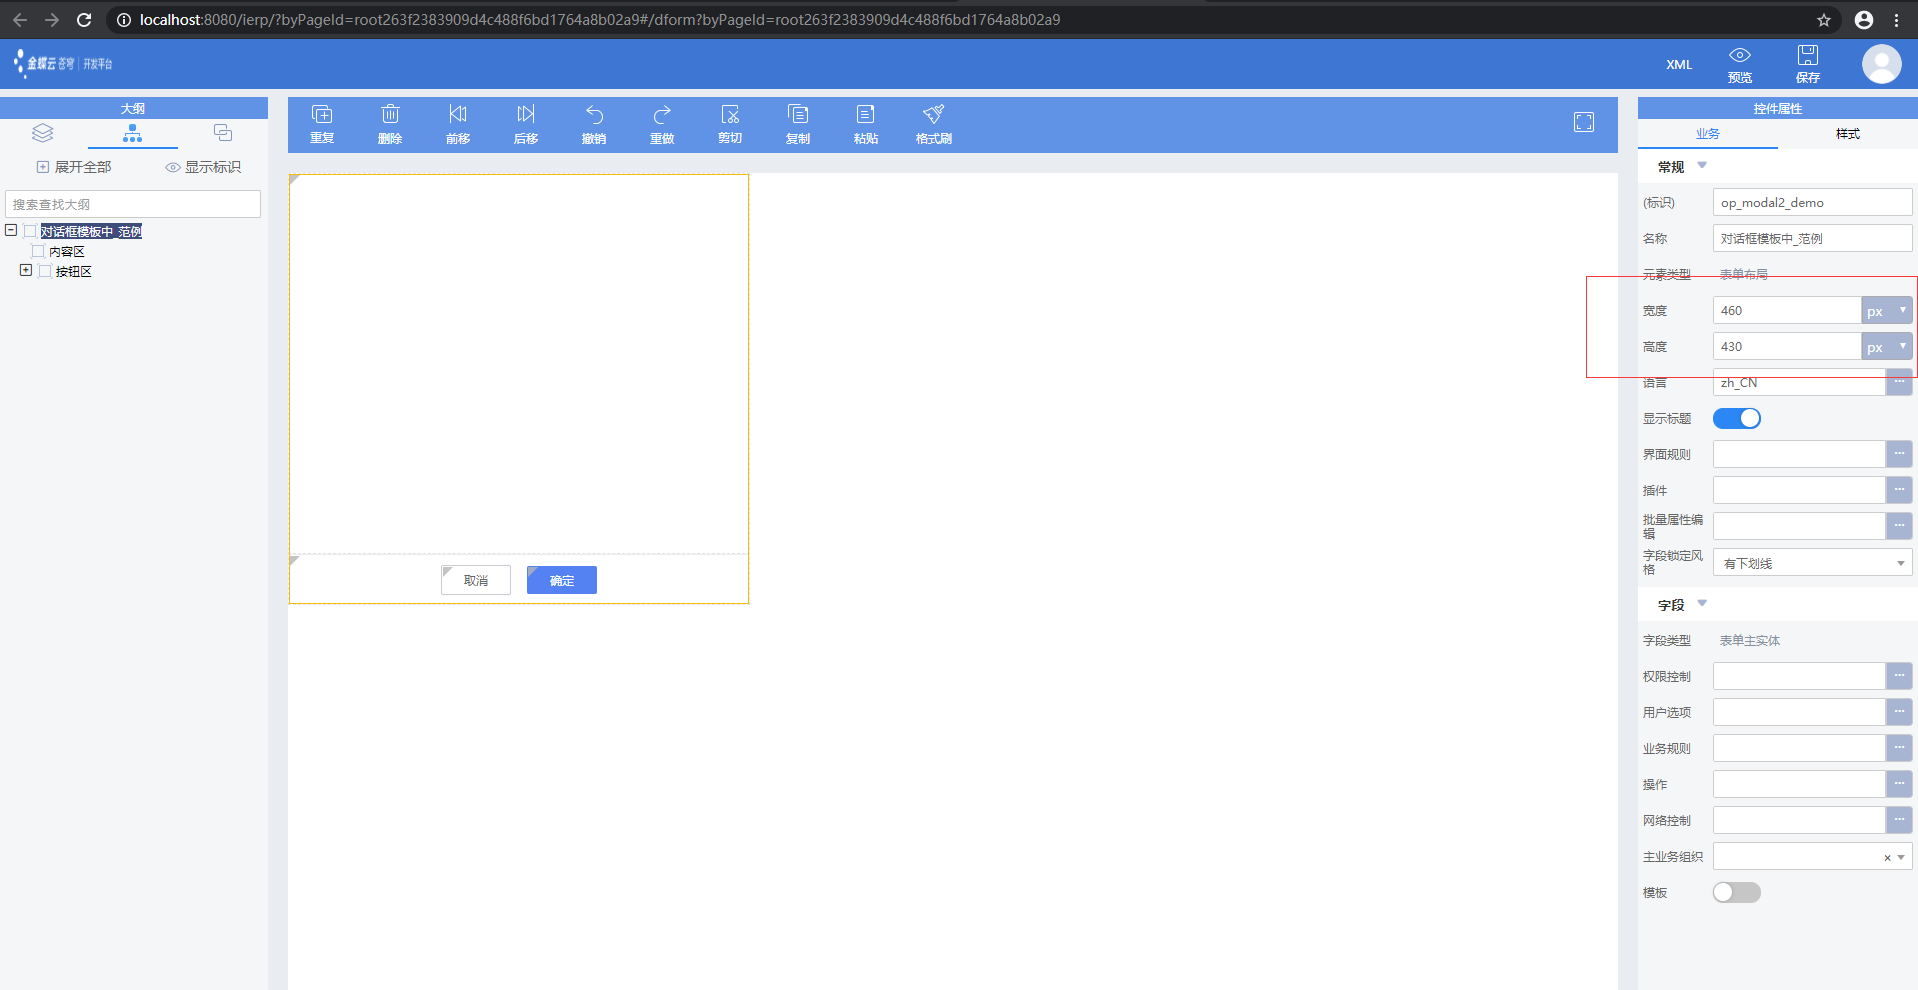 localhost:8080/ierp/?byPageId=root263f2383909d4c488f6bd1764a8b02a9#/dform?byPageId=root263f2383909d4c488f6bd1764a8b02a9
金蝶云 苍穹 | 开发平台
XML
预览
保存
大纲
展开全部
显示标识
搜索查找大纲
对话框模板中_范例
内容区
按钮区
重复
删除
前移
后移
撤销
重做
剪切
复制
粘贴
格式刷
取消
确定
控件属性
业务
样式
常规
(标识) op_modal2_demo
名称 对话框模板中_范例
元素类型 表单布局
宽度 460 px
高度 430 px
语言 zh_CN ...
显示标题
界面规则 ...
插件 ...
批量属性编
辑 ...
字段锁定风
格 有下划线
字段
字段类型 表单主实体
权限控制 ...
用户选项 ...
业务规则 ...
操作 ...
网络控制 ...
主业务组织 ×
模板